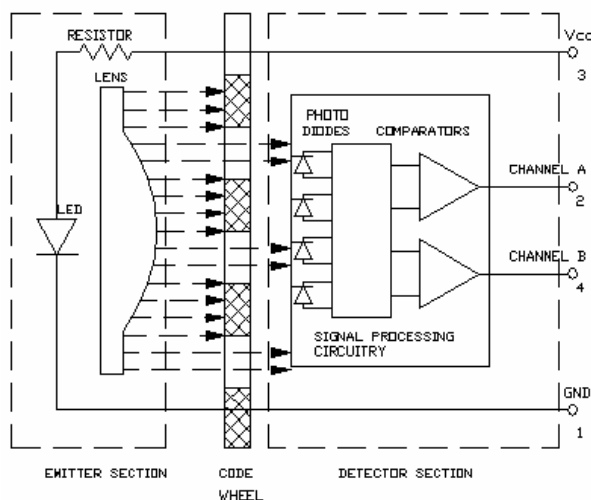 RESISTOR
Vcc
3
LENS
PHOTO
DIODES
COMPARATORS
CHANNEL A
2
LED
CHANNEL B
4
SIGNAL PROCESSING
CIRCUITRY
GND
1
EMITTER SECTION
CODE
WHEEL
DETECTOR SECTION